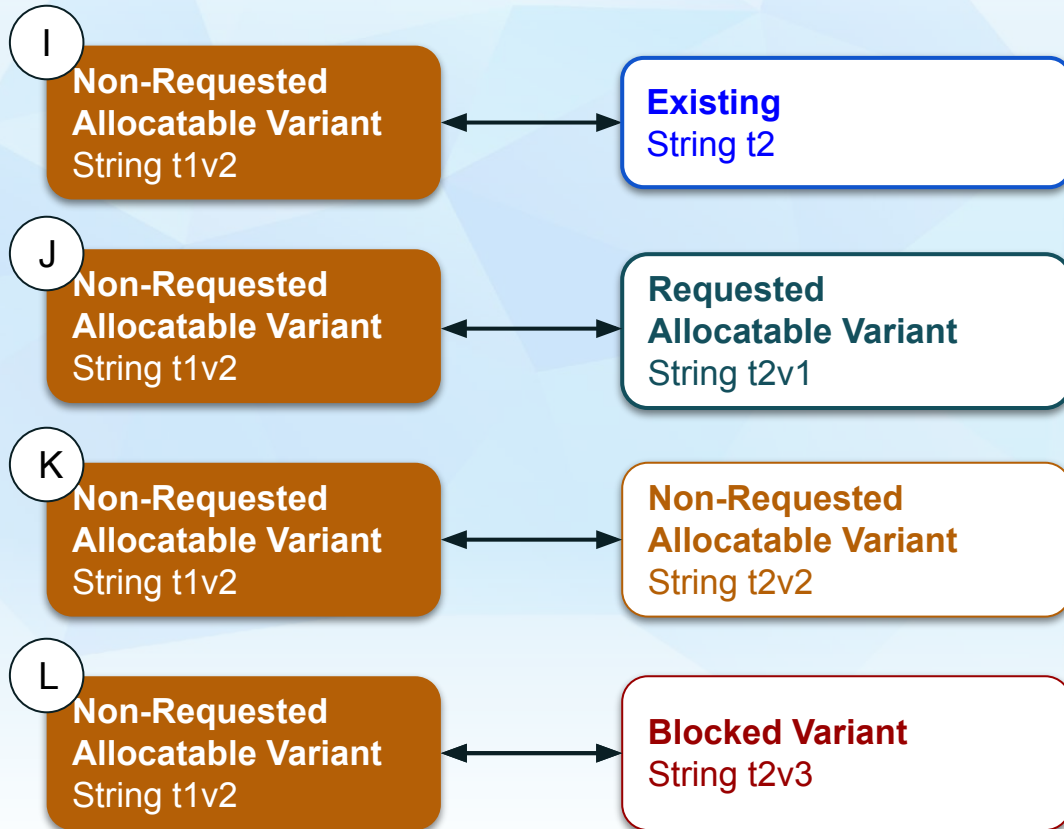 I
Non-Requested
Allocatable Variant
String t1v2
Existing
String t2
J
Non-Requested
Allocatable Variant
String t1v2
Requested
Allocatable Variant
String t2v1
K
Non-Requested
Allocatable Variant
String t1v2
Non-Requested
Allocatable Variant
String t2v2
L
Non-Requested
Allocatable Variant
String t1v2
Blocked Variant
String t2v3